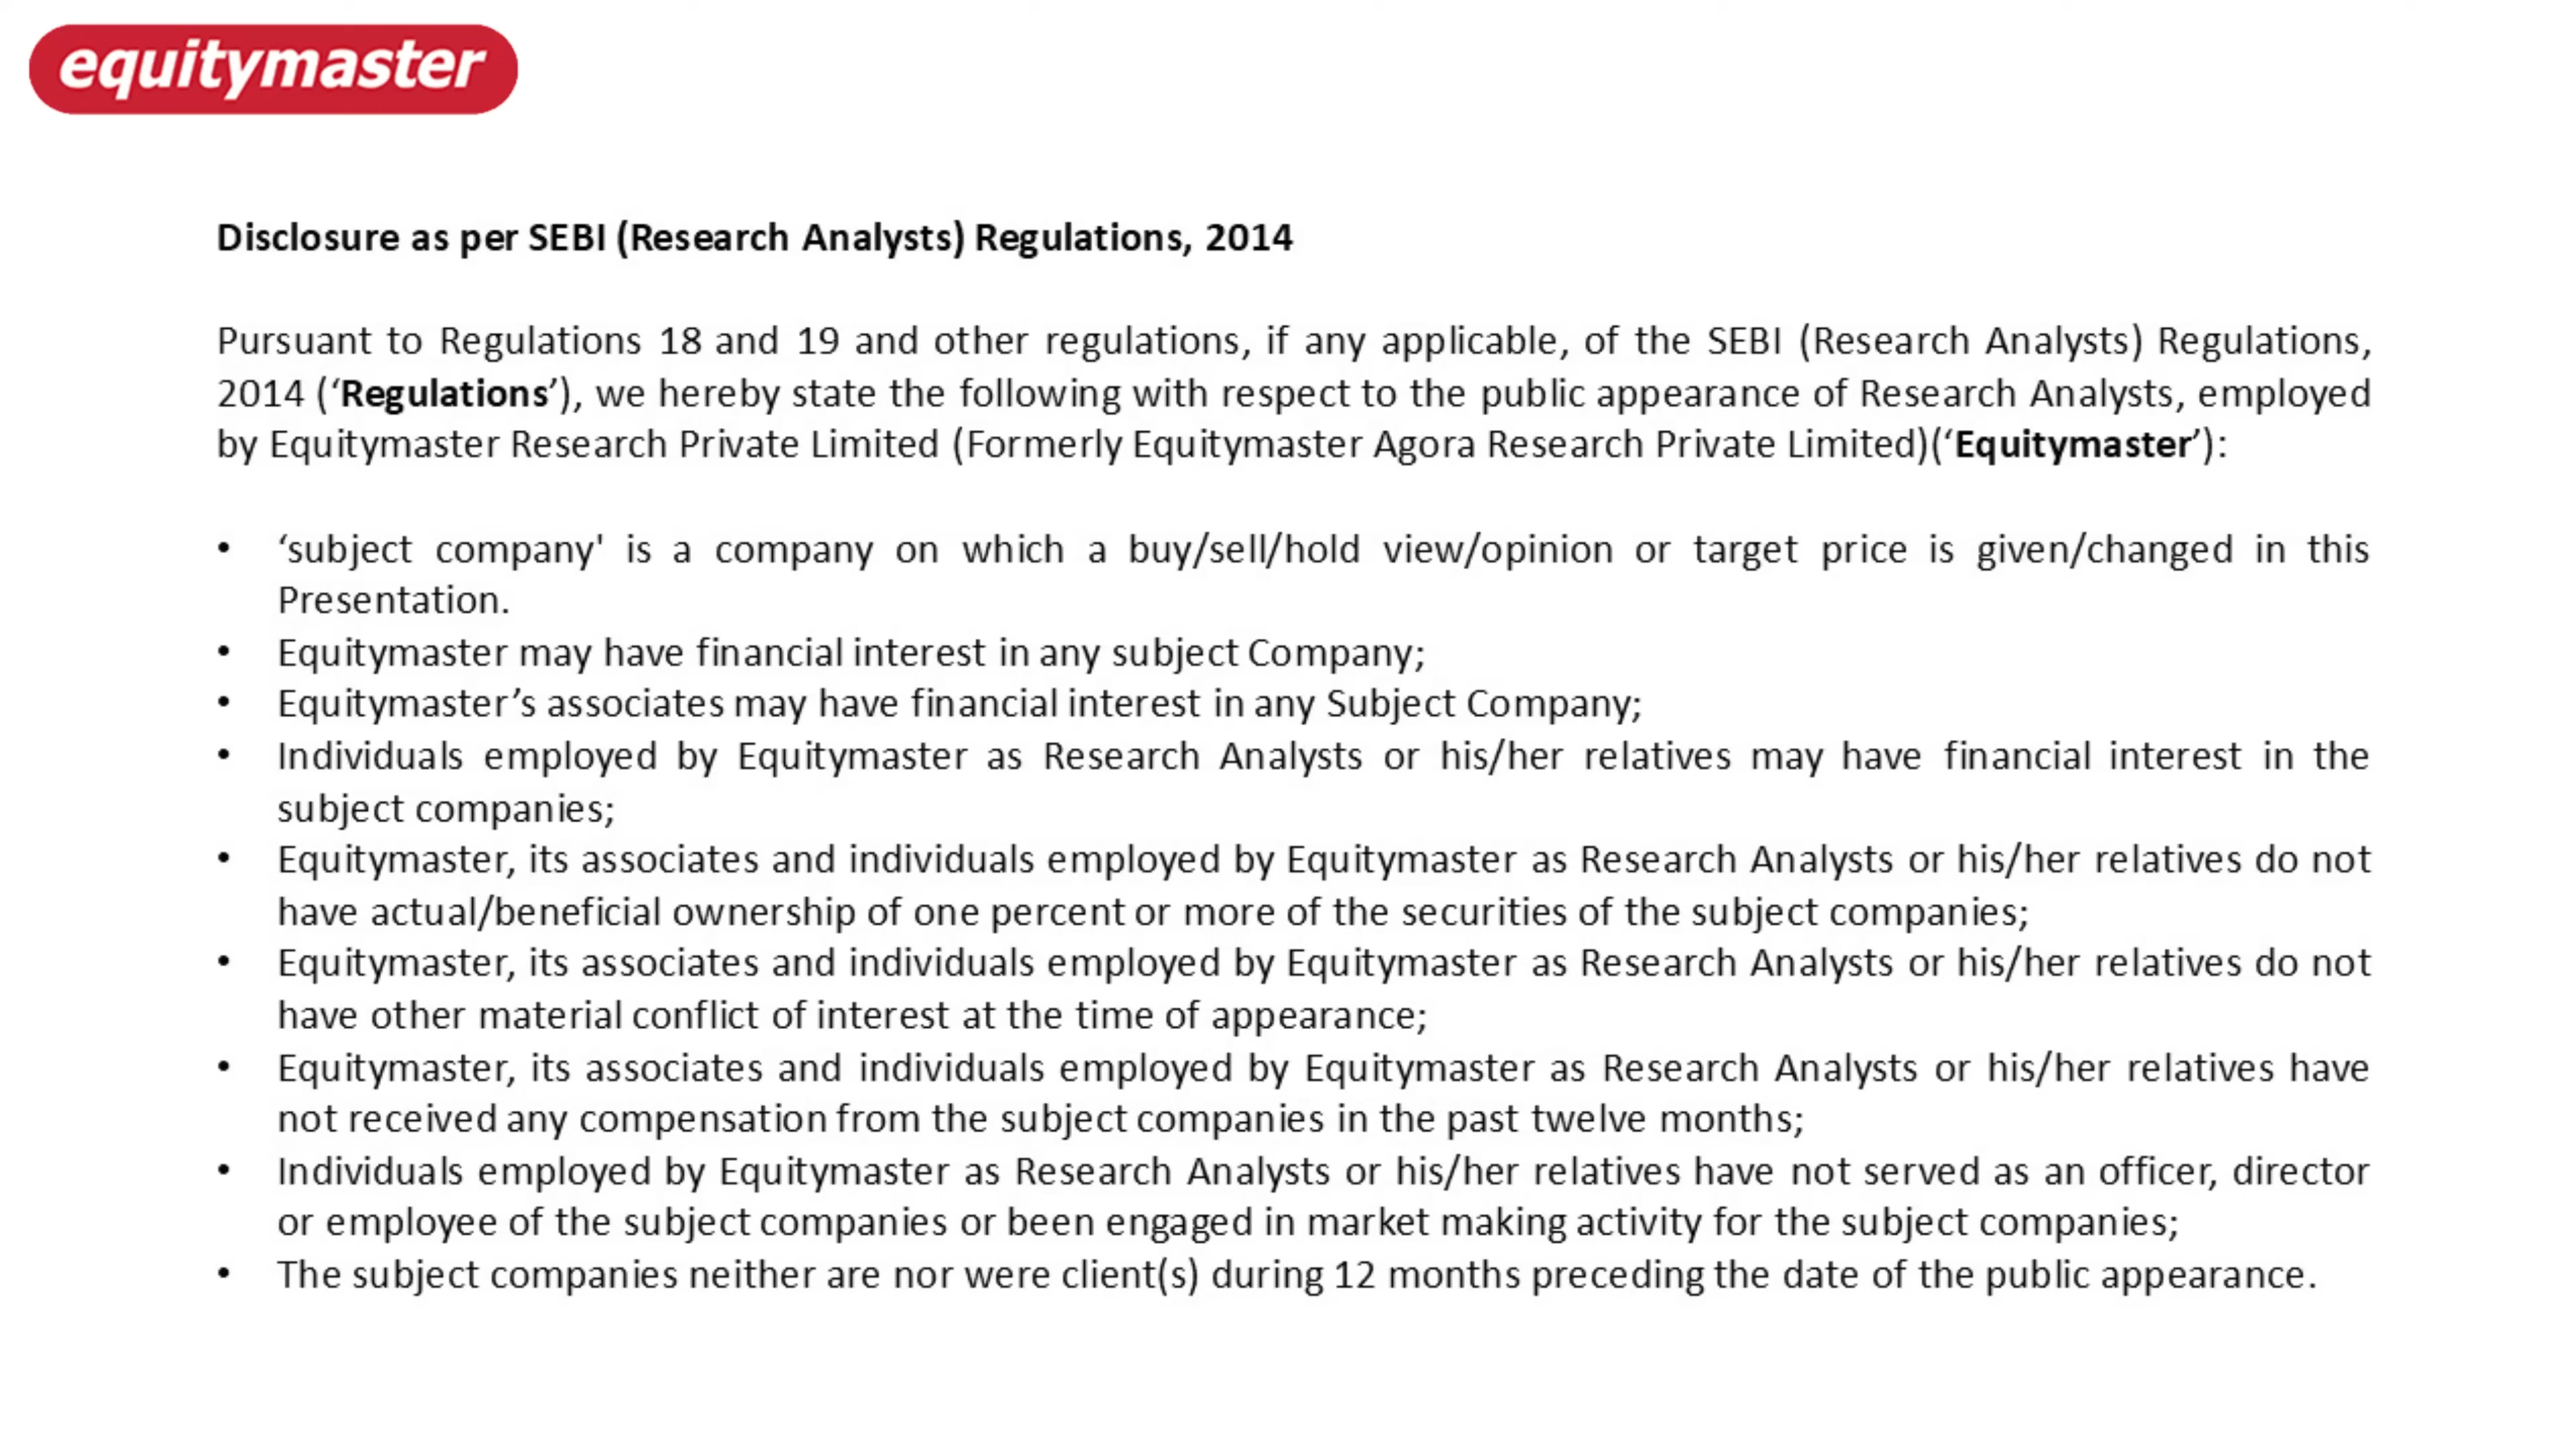 equitymaster
Disclosure as per SEBI (Research Analysts) Regulations, 2014
Pursuant to Regulations 18 and 19 and other regulations, if any applicable, of the SEBI (Research Analysts) Regulations,
2014 (‘Regulations’), we hereby state the following with respect to the public appearance of Research Analysts, employed
by Equitymaster Research Private Limited (Formerly Equitymaster Agora Research Private Limited)(‘Equitymaster’):
• ‘subject company' is a company on which a buy/sell/hold view/opinion or target price is given/changed in this
Presentation.
• Equitymaster may have financial interest in any subject Company;
• Equitymaster’s associates may have financial interest in any Subject Company;
• Individuals employed by Equitymaster as Research Analysts or his/her relatives may have financial interest in the
subject companies;
• Equitymaster, its associates and individuals employed by Equitymaster as Research Analysts or his/her relatives do not
have actual/beneficial ownership of one percent or more of the securities of the subject companies;
• Equitymaster, its associates and individuals employed by Equitymaster as Research Analysts or his/her relatives do not
have other material conflict of interest at the time of appearance;
• Equitymaster, its associates and individuals employed by Equitymaster as Research Analysts or his/her relatives have
not received any compensation from the subject companies in the past twelve months;
• Individuals employed by Equitymaster as Research Analysts or his/her relatives have not served as an officer, director
or employee of the subject companies or been engaged in market making activity for the subject companies;
• The subject companies neither are nor were client(s) during 12 months preceding the date of the public appearance.